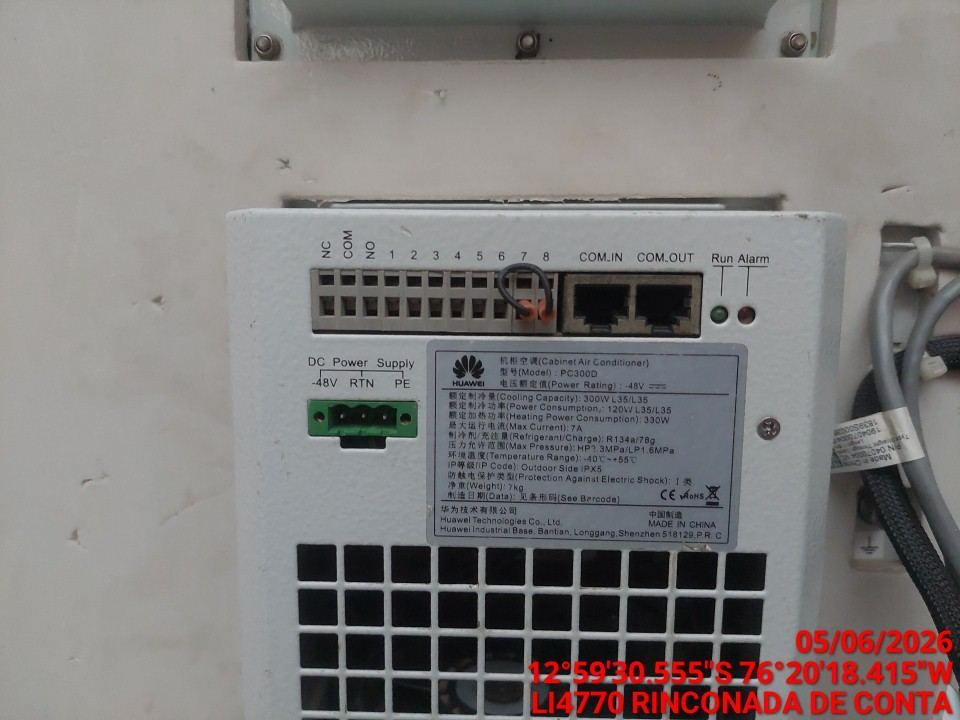 NC COM NO 1 2 3 4 5 6 7 8 COM_IN COM_OUT Run Alarm
DC Power Supply
-48V RTN PE
HUAWEI
机柜空调(Cabinet Air Conditioner)
型号(Model) : PC300D
电压额定值(Power Rating) : -48V
额定制冷量(Cooling Capacity): 300W L35/L35
额定制冷功率(Power Consumption): 120W L35/L35
额定加热功率(Heating Power Consumption): 330W
最大运行电流(Max Current): 7A
制冷剂/充注量(Refrigerant/Charge): R134a/78g
压力允许范围(Max Pressure): HP2.3MPa/LP1.6MPa
环境温度(Temperature Range): -40℃~+55℃
IP等级(IP Code): Outdoor Side IPX5
防触电保护类型(Protection Against Electric Shock): I 类
净重(Weight): 7kg
制造日期(Data): 见条形码(See Barcode)
CE RoHS
华为技术有限公司
中国制造
Huawei Technologies Co., Ltd.
MADE IN CHINA
Huawei Industrial Base, Bantian, Longgang, Shenzhen 518129, P.R.C
Made in China
05/06/2026
12°59'30.555"S 76°20'18.415"W
LI4770 RINCONADA DE CONTA